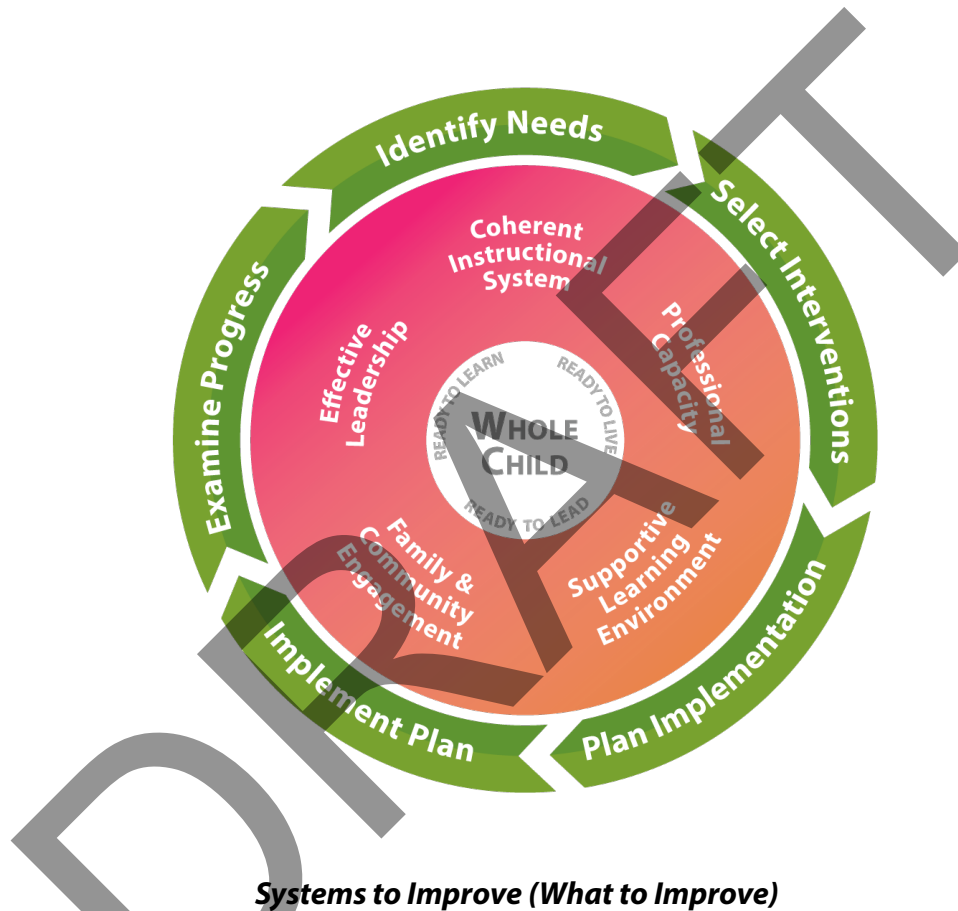 Identify Needs
Select Interventions
Plan Implementation
Implement Plan
Examine Progress
Coherent
Instructional
System
Professional
Capacity
Supportive
Learning
Environment
Family &
Community
Engagement
Effective
Leadership
READY TO LEARN
READY TO LIVE
READY TO LEAD
WHOLE
CHILD
DRAFT
Systems to Improve (What to Improve)